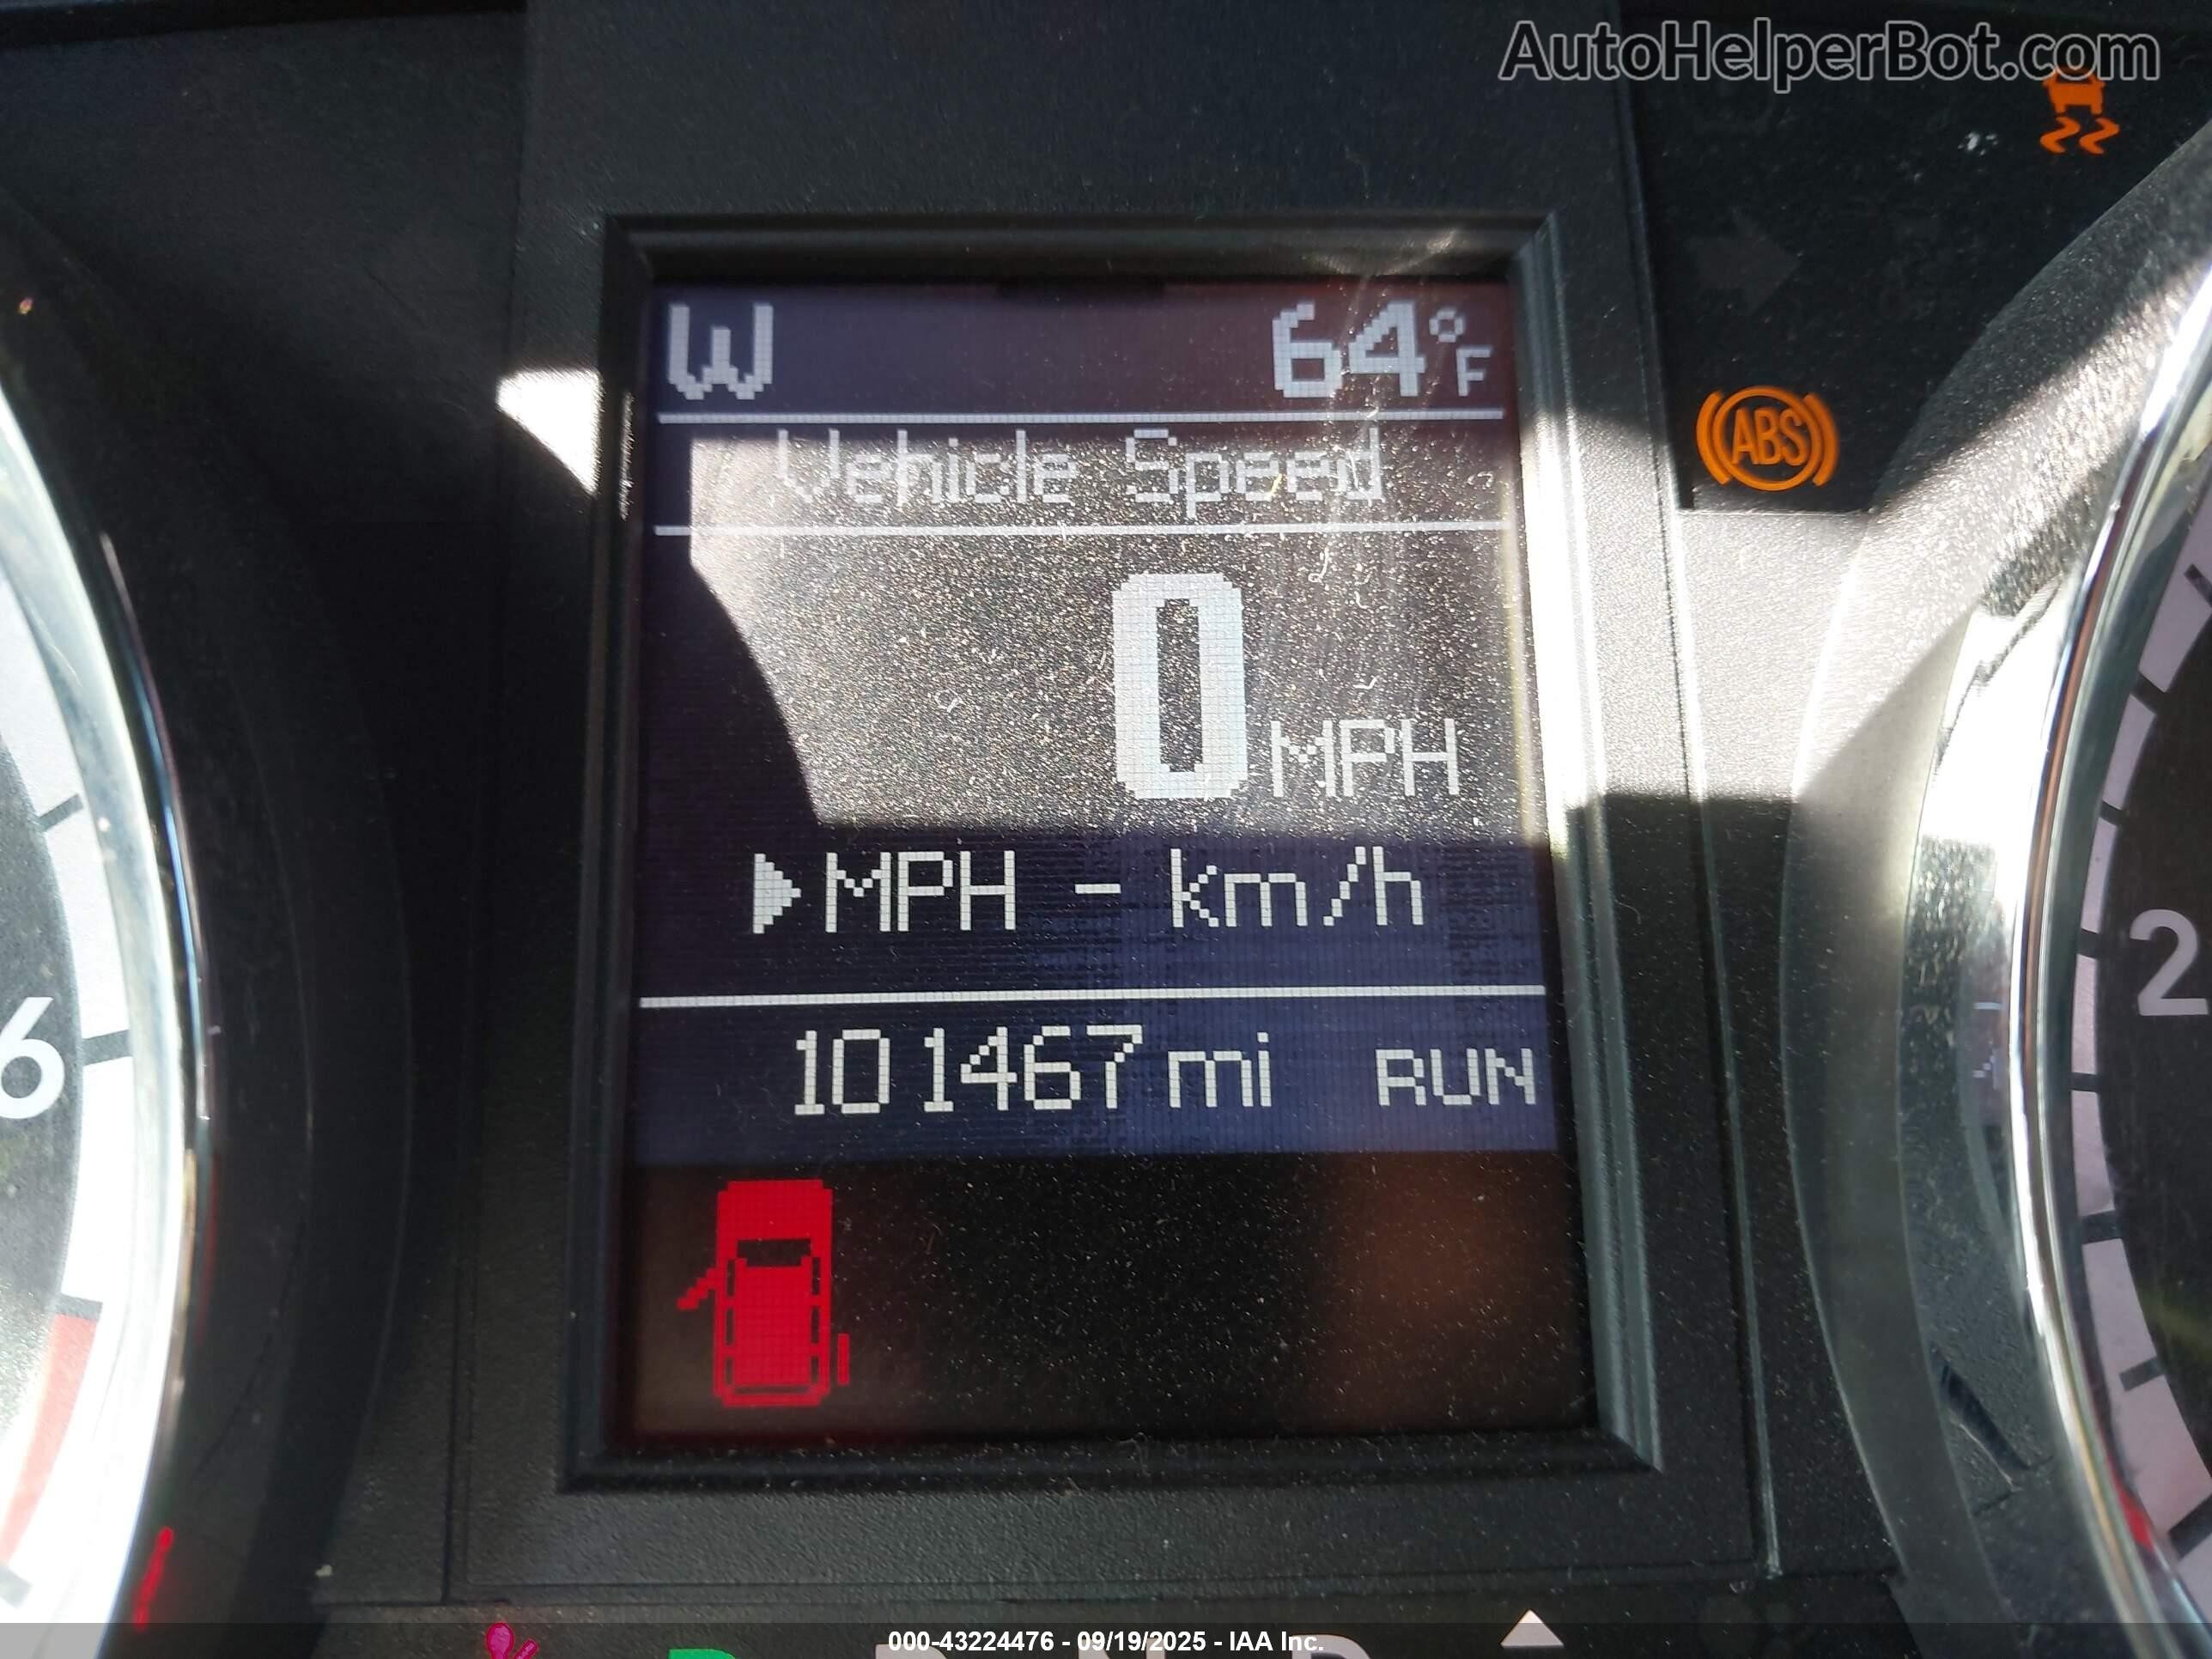 AutoHelperBot.com
W 64°F
ABS
Vehicle Speed
0 MPH
MPH - km/h
2
6
101467 mi RUN
000-43224476 - 09/19/2025 - IAA Inc.